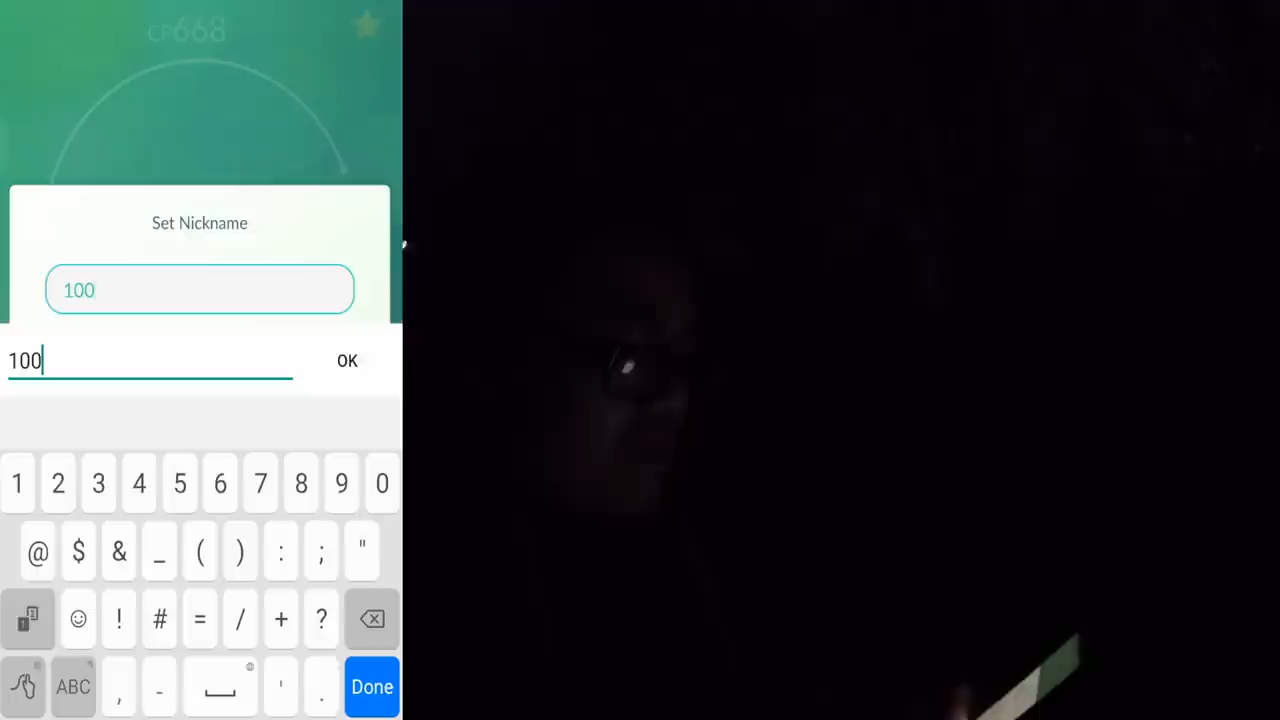 CP668
Set Nickname
100
100
OK
1 2 3 4 5 6 7 8 9 0
@ $ & _ ( ) : ; "
! # = / + ?
ABC , - ' . Done